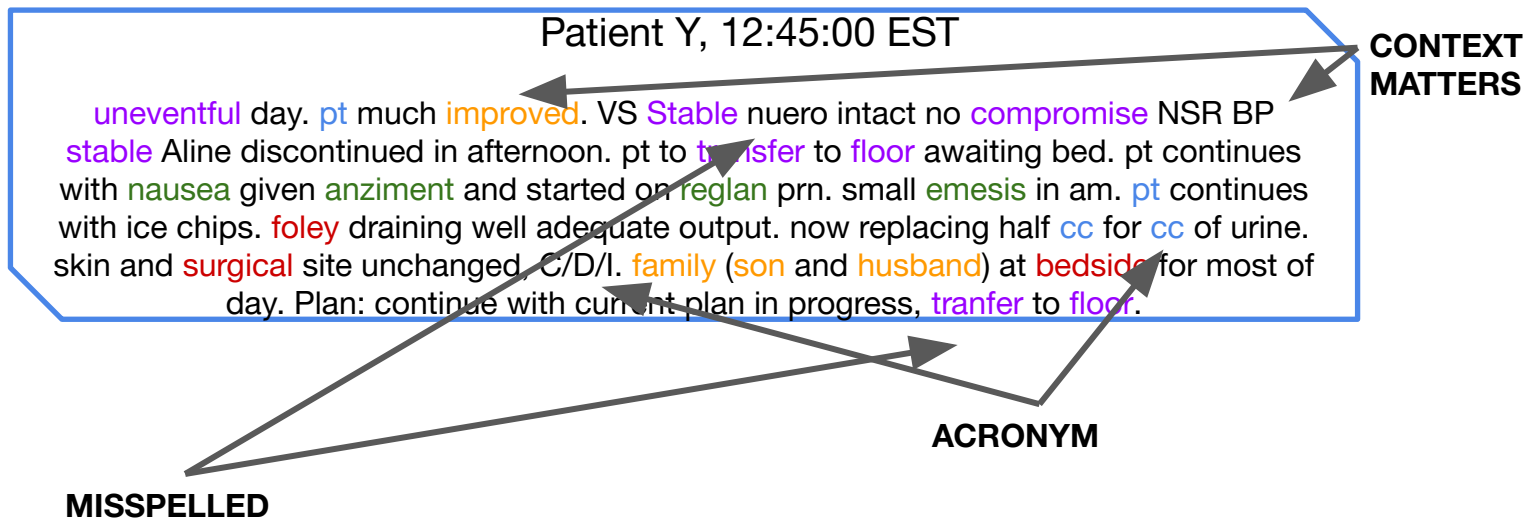 Patient Y, 12:45:00 EST
CONTEXT
MATTERS
uneventful day. pt much improved. VS Stable nuero intact no compromise NSR BP
stable Aline discontinued in afternoon. pt to transfer to floor awaiting bed. pt continues
with nausea given anziment and started on reglan prn. small emesis in am. pt continues
with ice chips. foley draining well adequate output. now replacing half cc for cc of urine.
skin and surgical site unchanged, C/D/I. family (son and husband) at bedside for most of
day. Plan: continue with current plan in progress, tranfer to floor.
ACRONYM
MISSPELLED